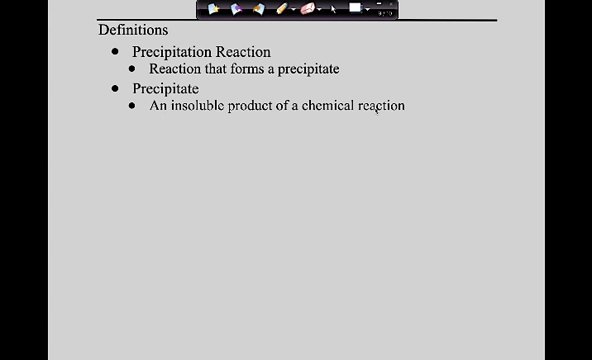 Definitions
• Precipitation Reaction
• Reaction that forms a precipitate
• Precipitate
• An insoluble product of a chemical reaction